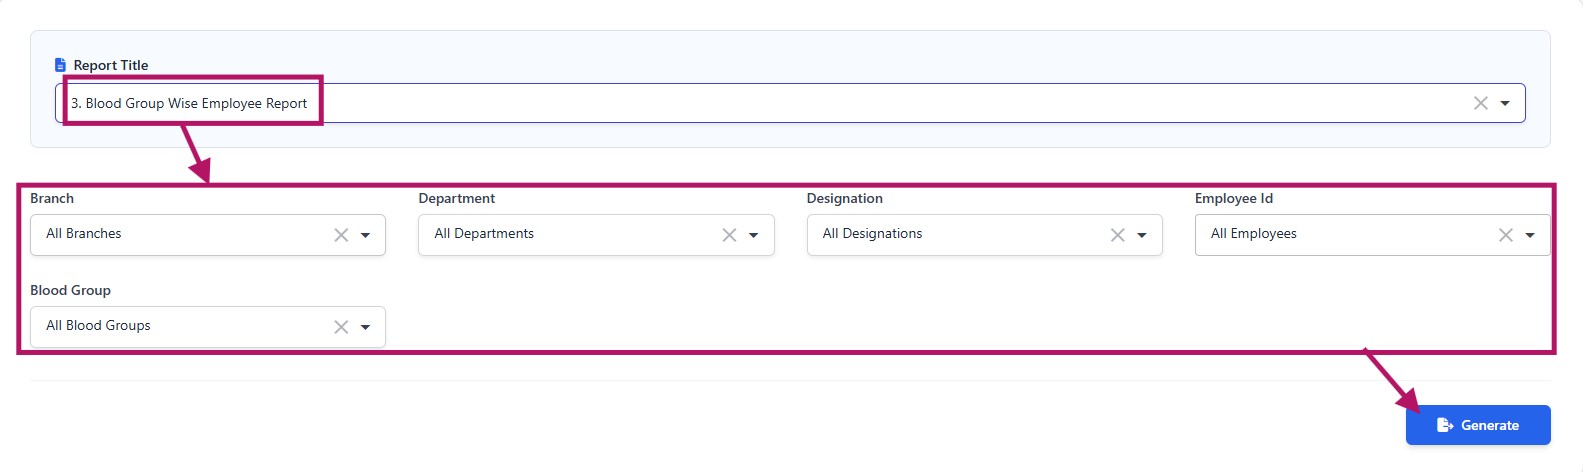 Report Title
3. Blood Group Wise Employee Report
Branch Department Designation Employee Id
All Branches All Departments All Designations All Employees
Blood Group
All Blood Groups
Generate